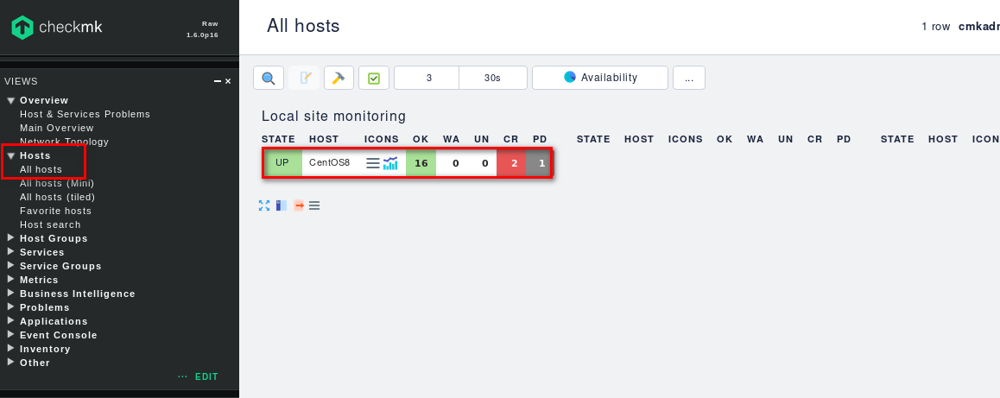 checkmk
Raw
1.6.0p16
VIEWS
Overview
Host & Services Problems
Main Overview
Network Topology
Hosts
All hosts
All hosts (Mini)
All hosts (tiled)
Favorite hosts
Host search
Host Groups
Services
Service Groups
Metrics
Business Intelligence
Problems
Applications
Event Console
Inventory
Other
... EDIT
All hosts
1 row cmkadr
3 30s Availability ...
Local site monitoring
STATE HOST ICONS OK WA UN CR PD STATE HOST ICONS OK WA UN CR PD STATE HOST ICON
UP CentOS8 16 0 0 2 1